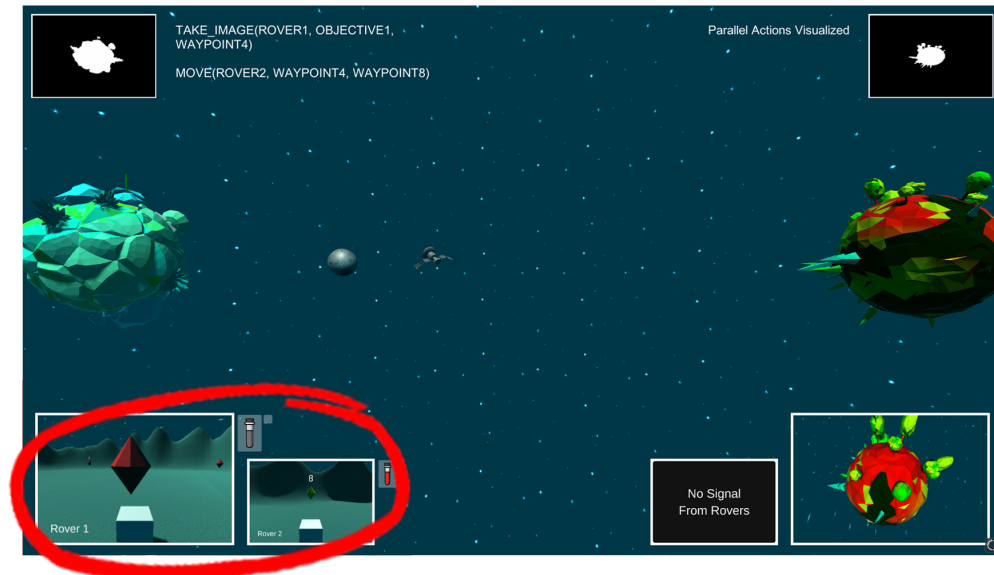 TAKE_IMAGE(ROVER1, OBJECTIVE1,
WAYPOINT4)
MOVE(ROVER2, WAYPOINT4, WAYPOINT8)
Parallel Actions Visualized
8
Rover 1
Rover 2
No Signal
From Rovers